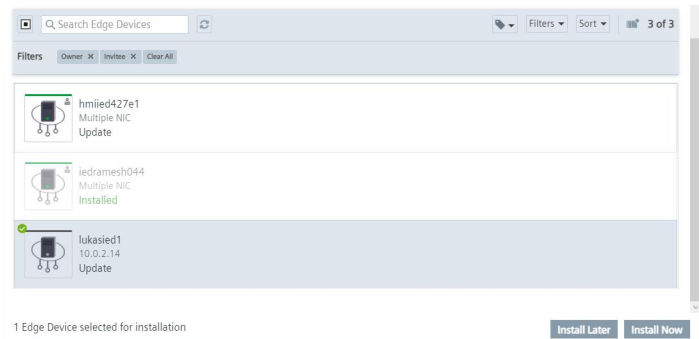 Search Edge Devices
Filters Sort 3 of 3
Filters Owner X Invitee X Clear All
hmiied427e1
Multiple NIC
Update
iedramesh044
Multiple NIC
Installed
lukasied1
10.0.2.14
Update
1 Edge Device selected for installation
Install Later Install Now